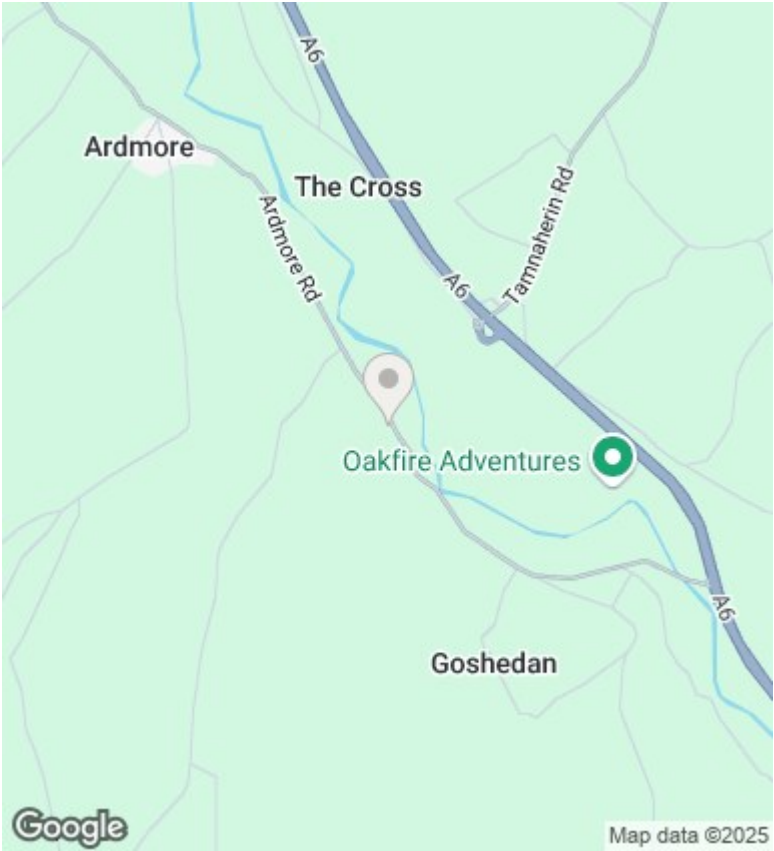 A6
Ardmore
The Cross
Tamnaherin Rd
Ardmore Rd
A6
Oakfire Adventures
A6
Goshedan
Google
Map data ©2025